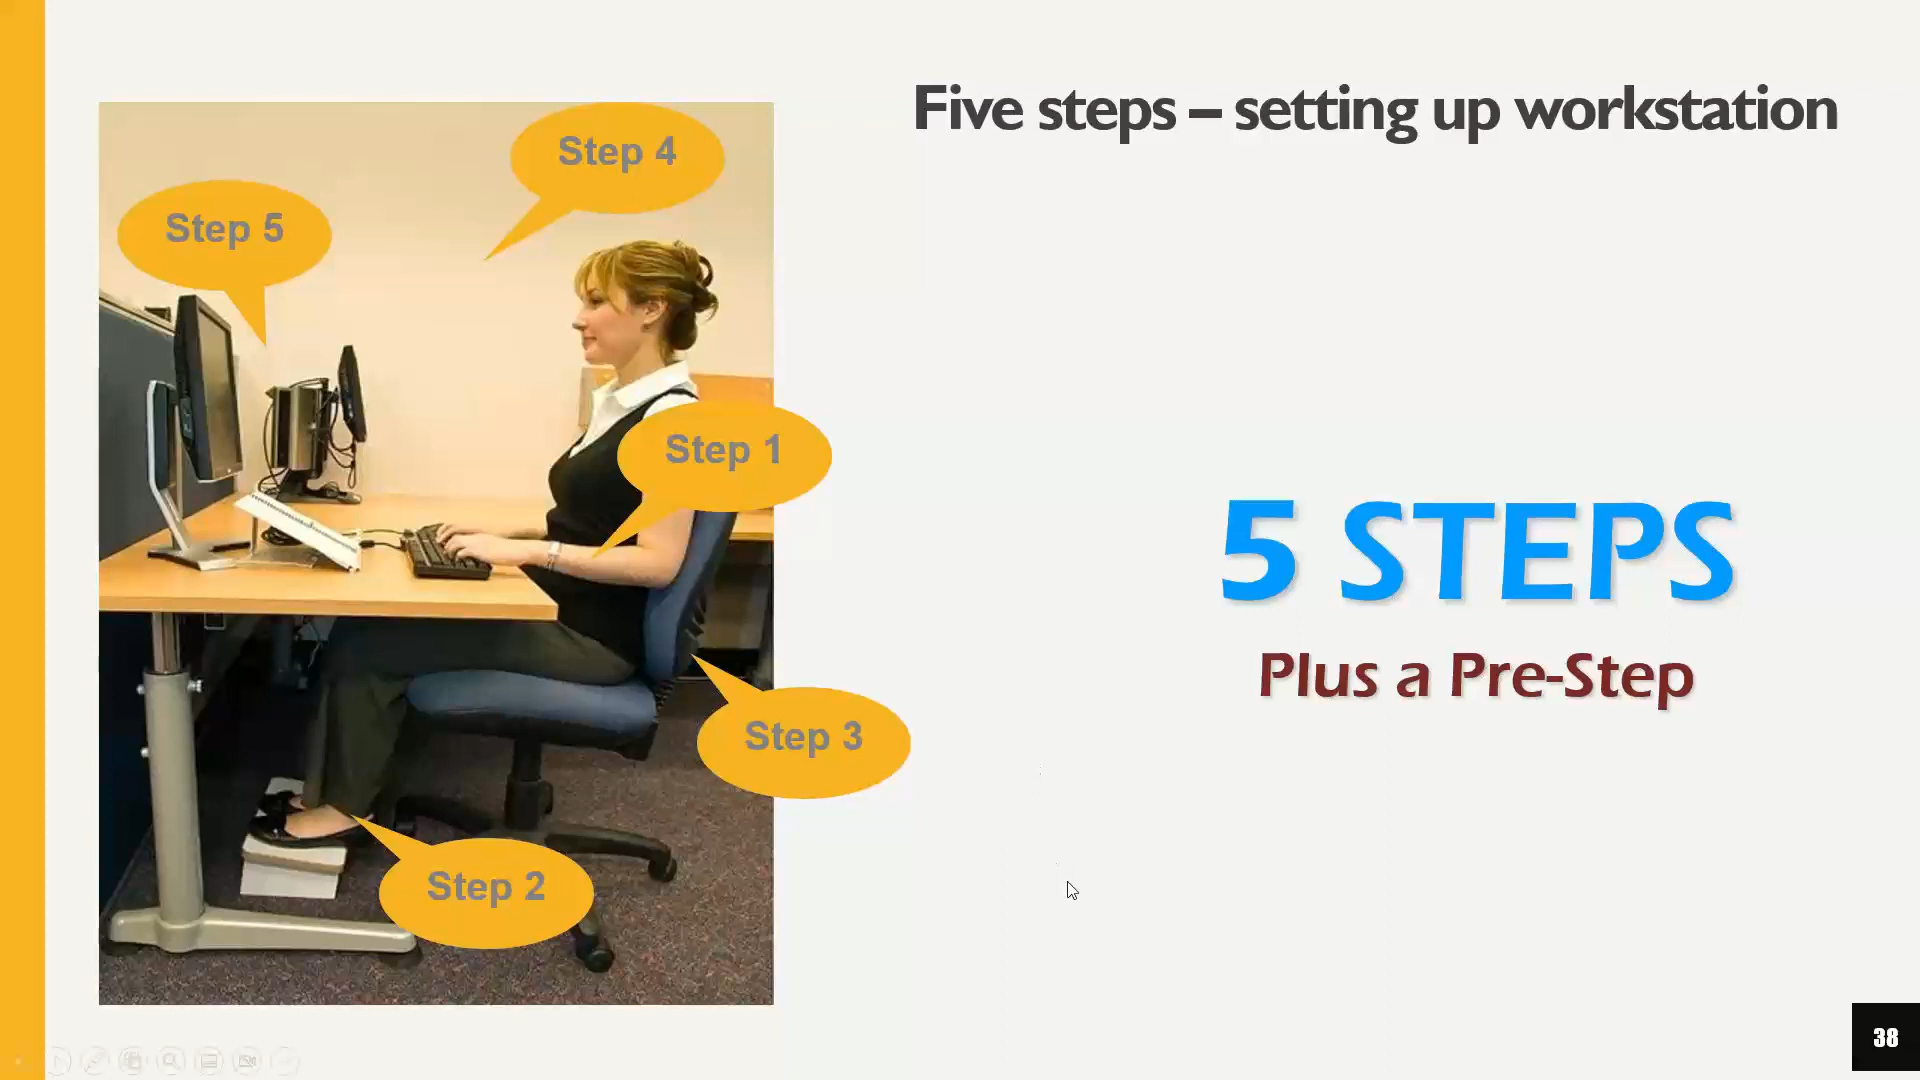 Five steps – setting up workstation
Step 4
Step 5
Step 1
5 STEPS
Plus a Pre-Step
Step 3
Step 2
38